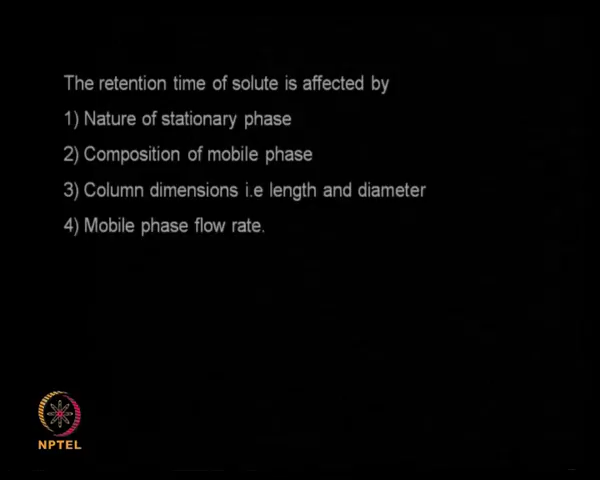 The retention time of solute is affected by
1) Nature of stationary phase
2) Composition of mobile phase
3) Column dimensions i.e length and diameter
4) Mobile phase flow rate.
NPTEL